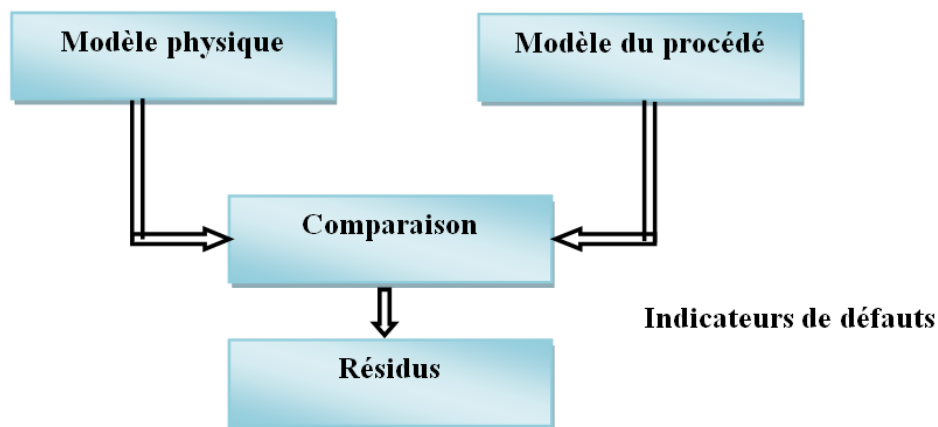 Modèle physique
Modèle du procédé
Comparaison
Indicateurs de défauts
Résidus